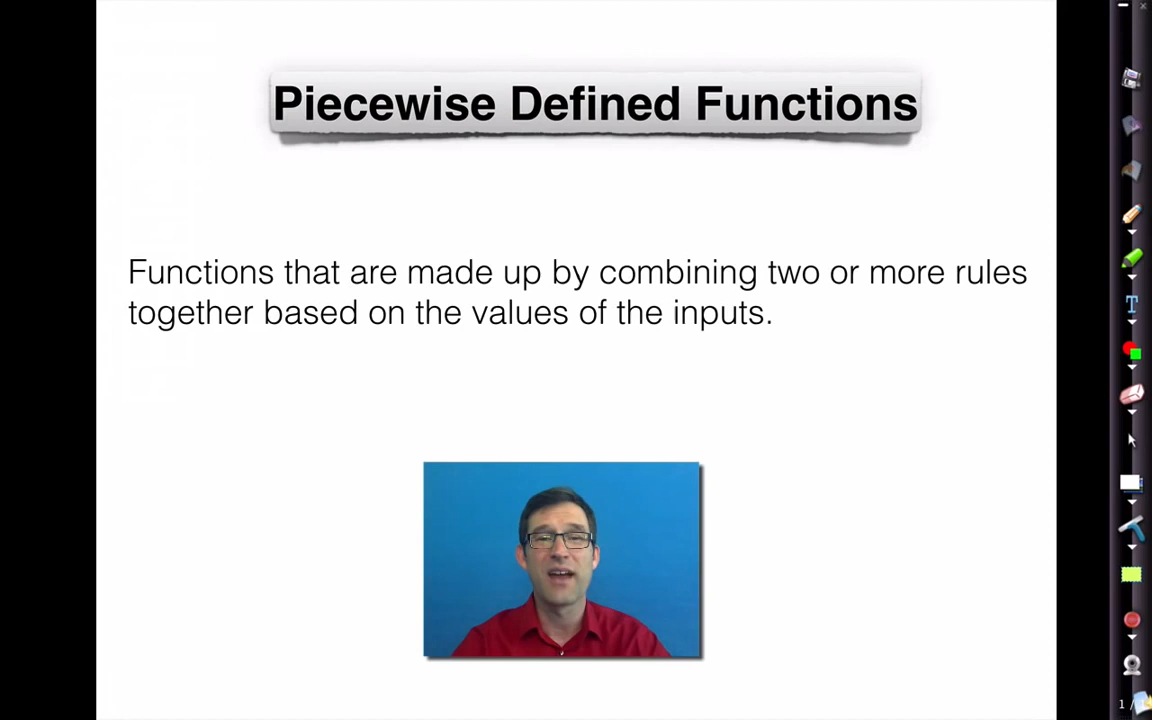 Piecewise Defined Functions
Functions that are made up by combining two or more rules
together based on the values of the inputs.
T
1 /